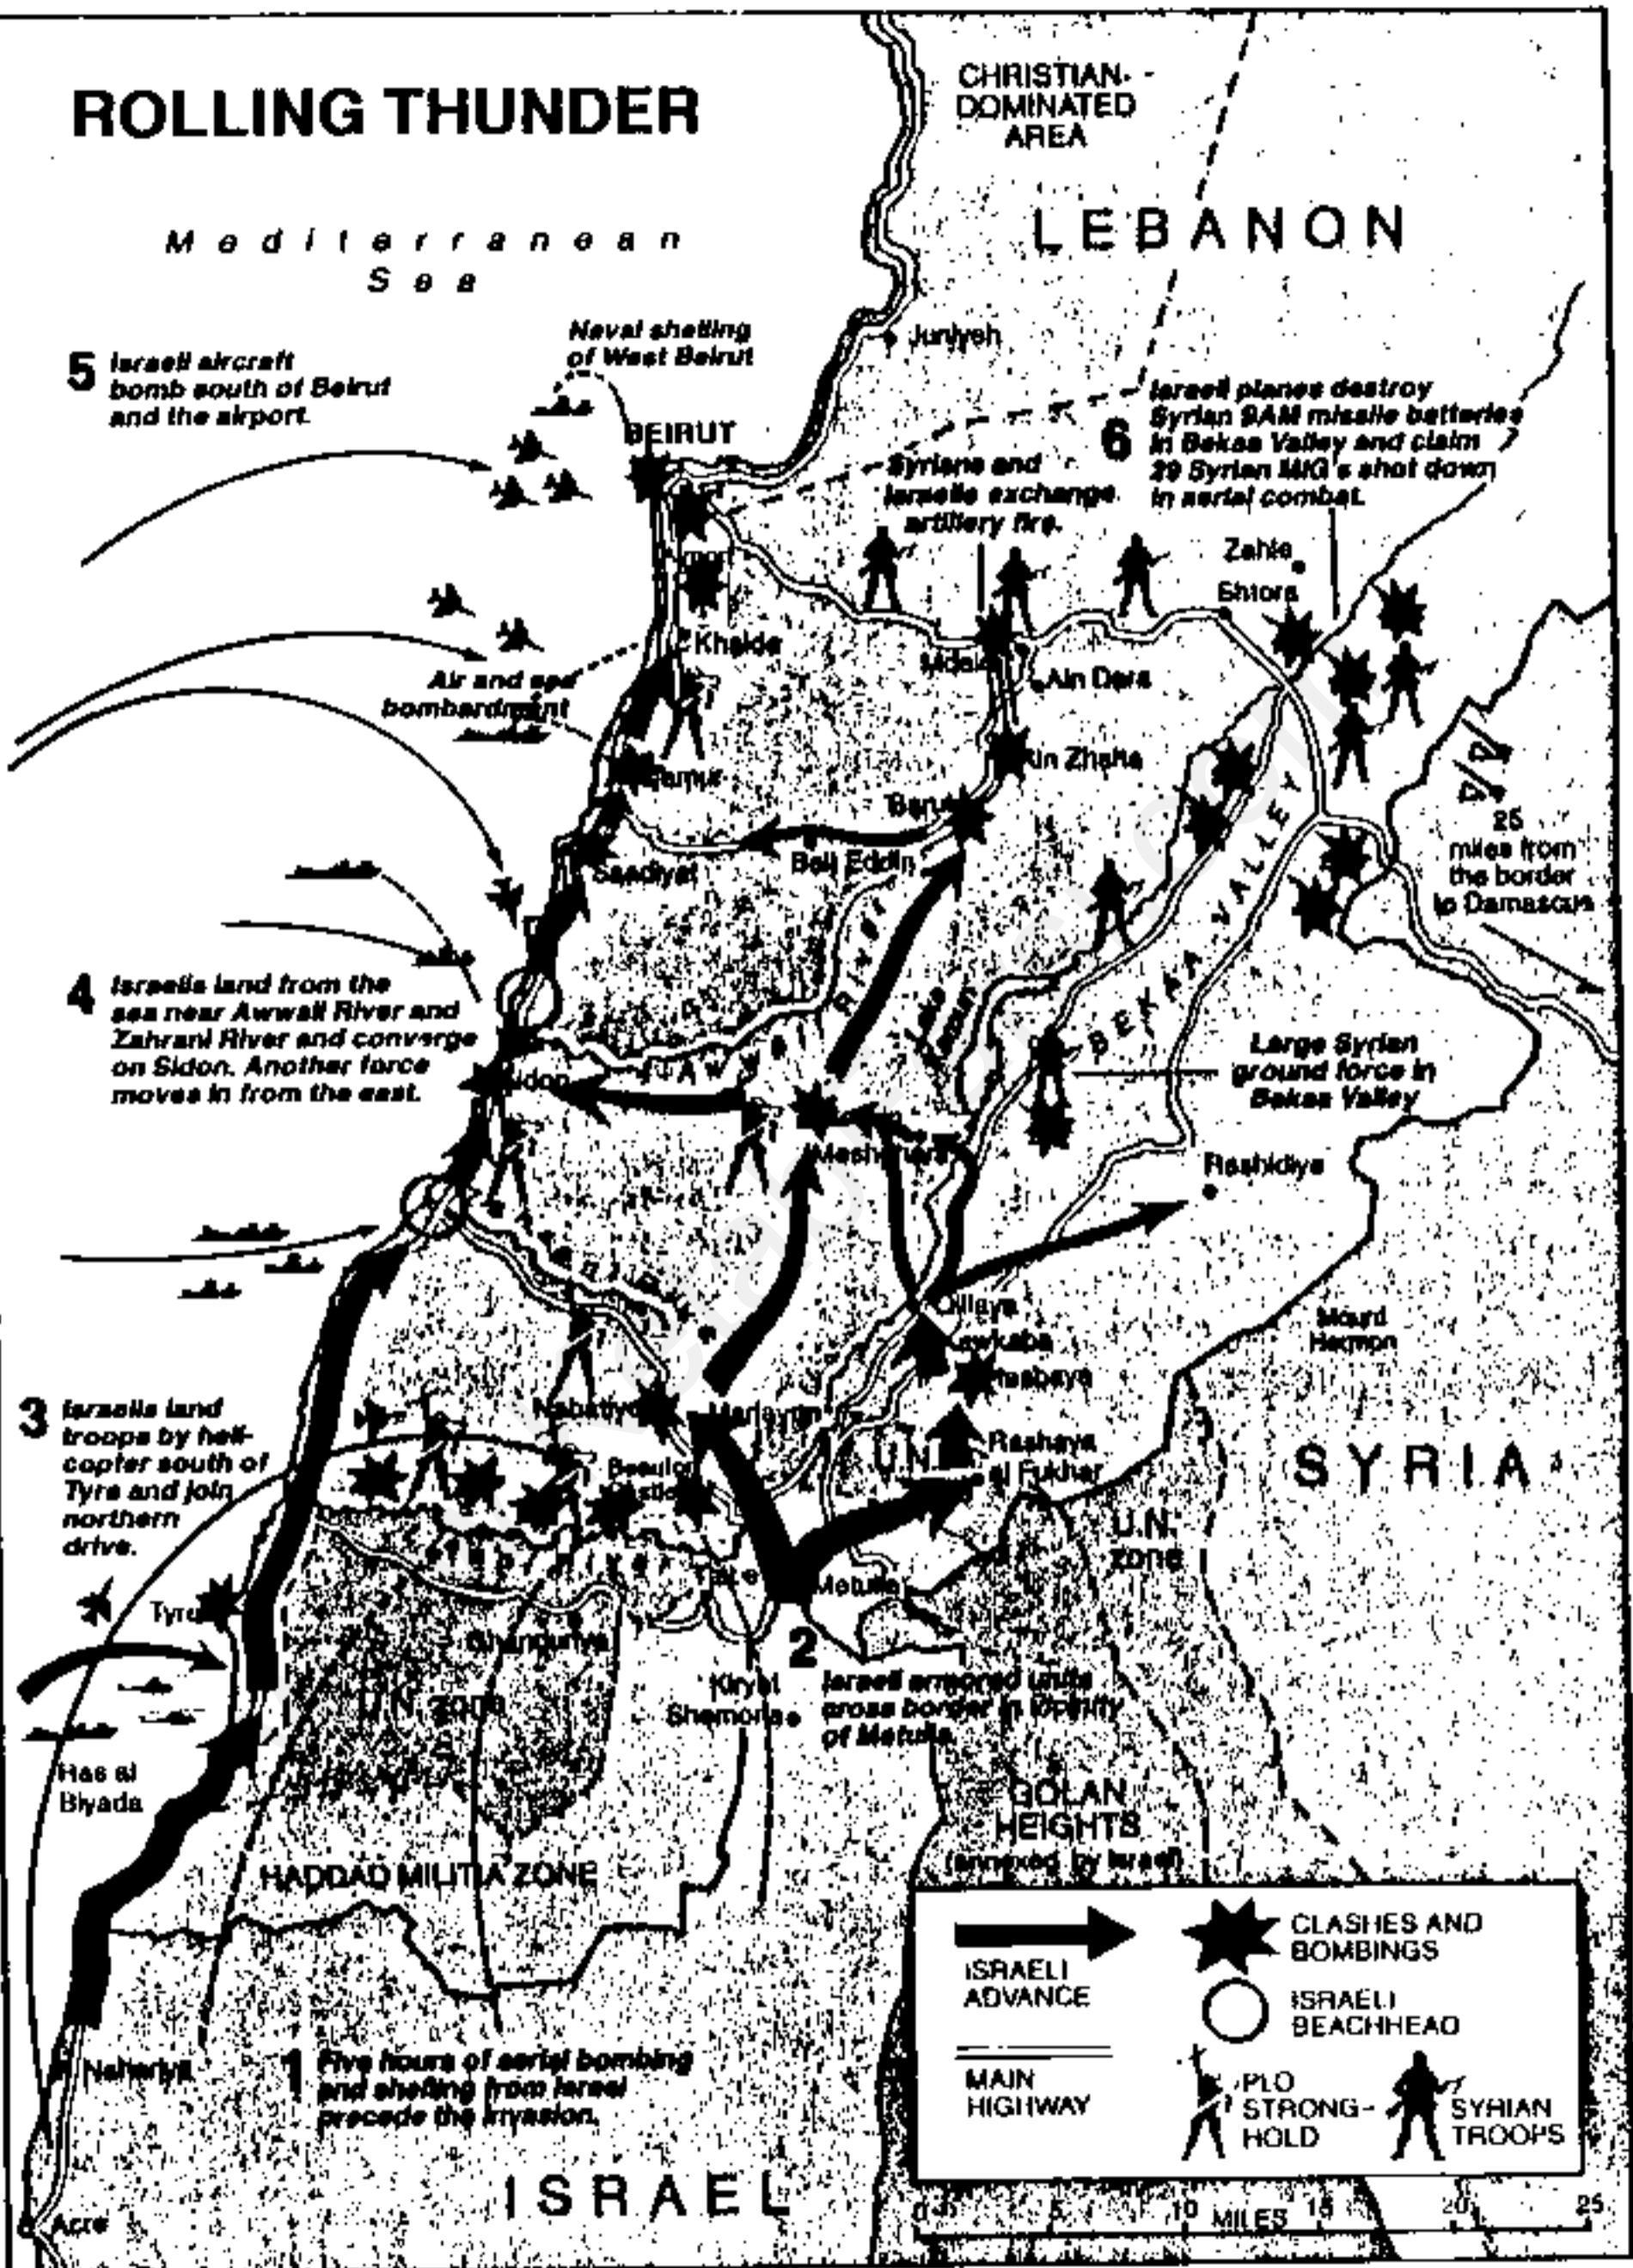 ROLLING THUNDER
Mediterranean
Sea
CHRISTIAN-
DOMINATED
AREA
LEBANON
Juniyeh
Naval shelling
of West Beirut
5 Israeli aircraft
bomb south of Beirut
and the airport.
BEIRUT
6 Israeli planes destroy
Syrian SAM missile batteries
in Bekaa Valley and claim
29 Syrian MIG's shot down
in aerial combat.
Syrians and
Israelis exchange
artillery fire.
Zahle
Shtora
Khalde
Ain Dara
Air and sea
bombardment
Ain Zhalta
Damur
Baruk
Beit Eddin
Saadiyat
25
miles from
the border
to Damascus
BEKAA VALLEY
RIVER
Lake
4 Israelis land from the
sea near Awwali River and
Zahrani River and converge
on Sidon. Another force
moves in from the east.
Sidon
Large Syrian
ground force in
Bekaa Valley
Rashidiya
Qillaya
Mount
Hermon
Hasbaya
3 Israelis land
troops by heli-
copter south of
Tyre and join
northern
drive.
Marjayun
U.N.
Rashaya
al Fukhar
SYRIA
U.N.
zone
Tyre
Metulla
Ghanduriya
2 Israeli armored units
cross border in vicinity
of Metulla.
Kiryat
Shemona
U.N. zone
Ras al
Biyada
GOLAN
HEIGHTS
(annexed by Israel)
HADDAD MILITIA ZONE
Nahariya
1 Five hours of aerial bombing
and shelling from Israel
precede the invasion.
ISRAEL
Acre
ISRAELI
ADVANCE
CLASHES AND
BOMBINGS
ISRAELI
BEACHHEAD
MAIN
HIGHWAY
PLO
STRONG-
HOLD
SYRIAN
TROOPS
0 5 10 MILES 15 20 25